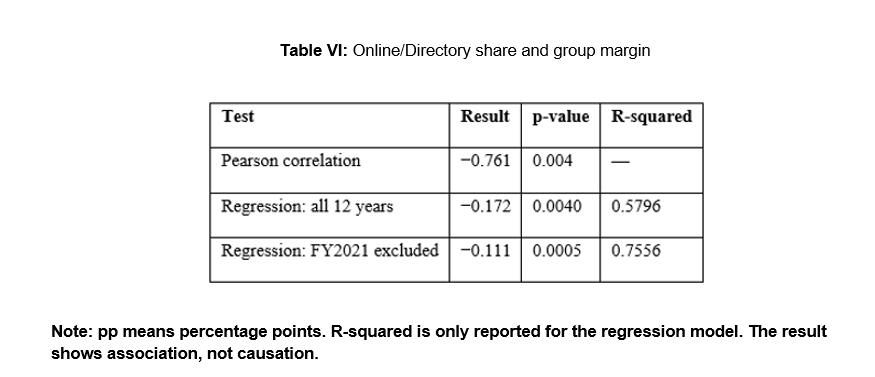 Table VI: Online/Directory share and group margin
Test Result p-value R-squared
Pearson correlation −0.761 0.004 —
Regression: all 12 years −0.172 0.0040 0.5796
Regression: FY2021 excluded −0.111 0.0005 0.7556
Note: pp means percentage points. R-squared is only reported for the regression model. The result
shows association, not causation.